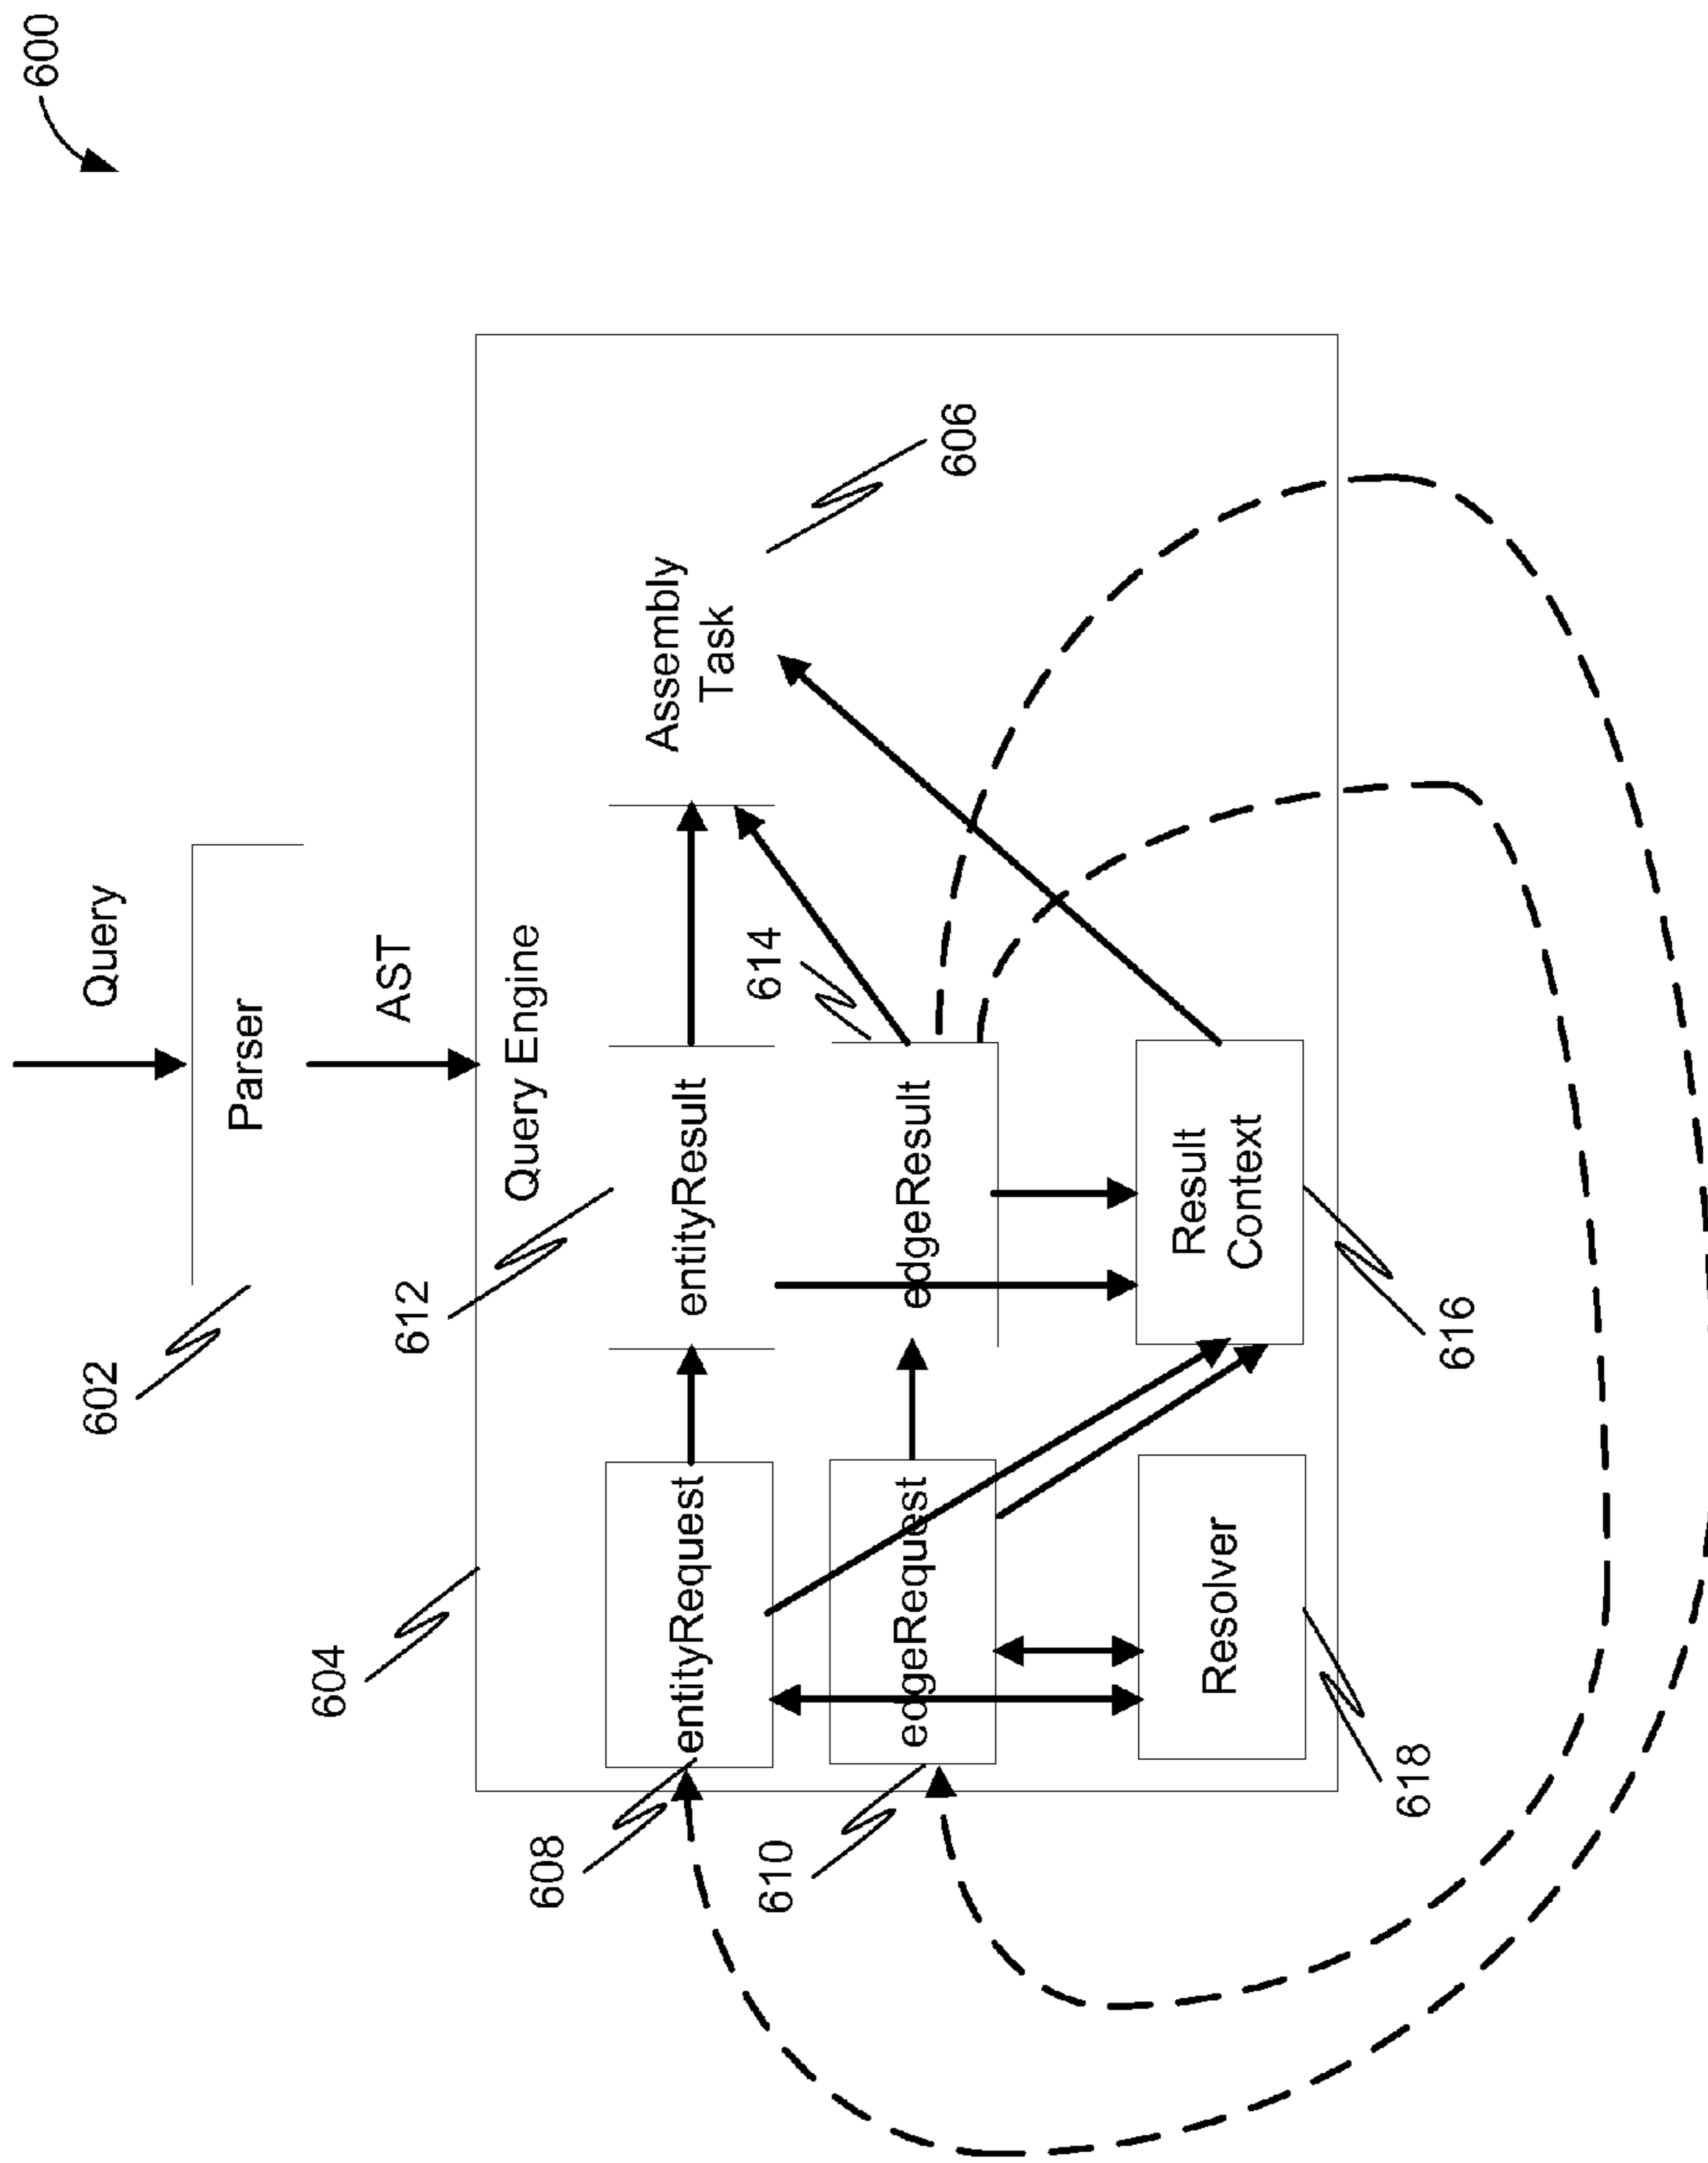 600
Query
602
Parser
604
612
AST
Query Engine
608
entityRequest
entityResult
Assembly
Task
610
614
edgeRequest
edgeResult
606
Resolver
Result
Context
618
616